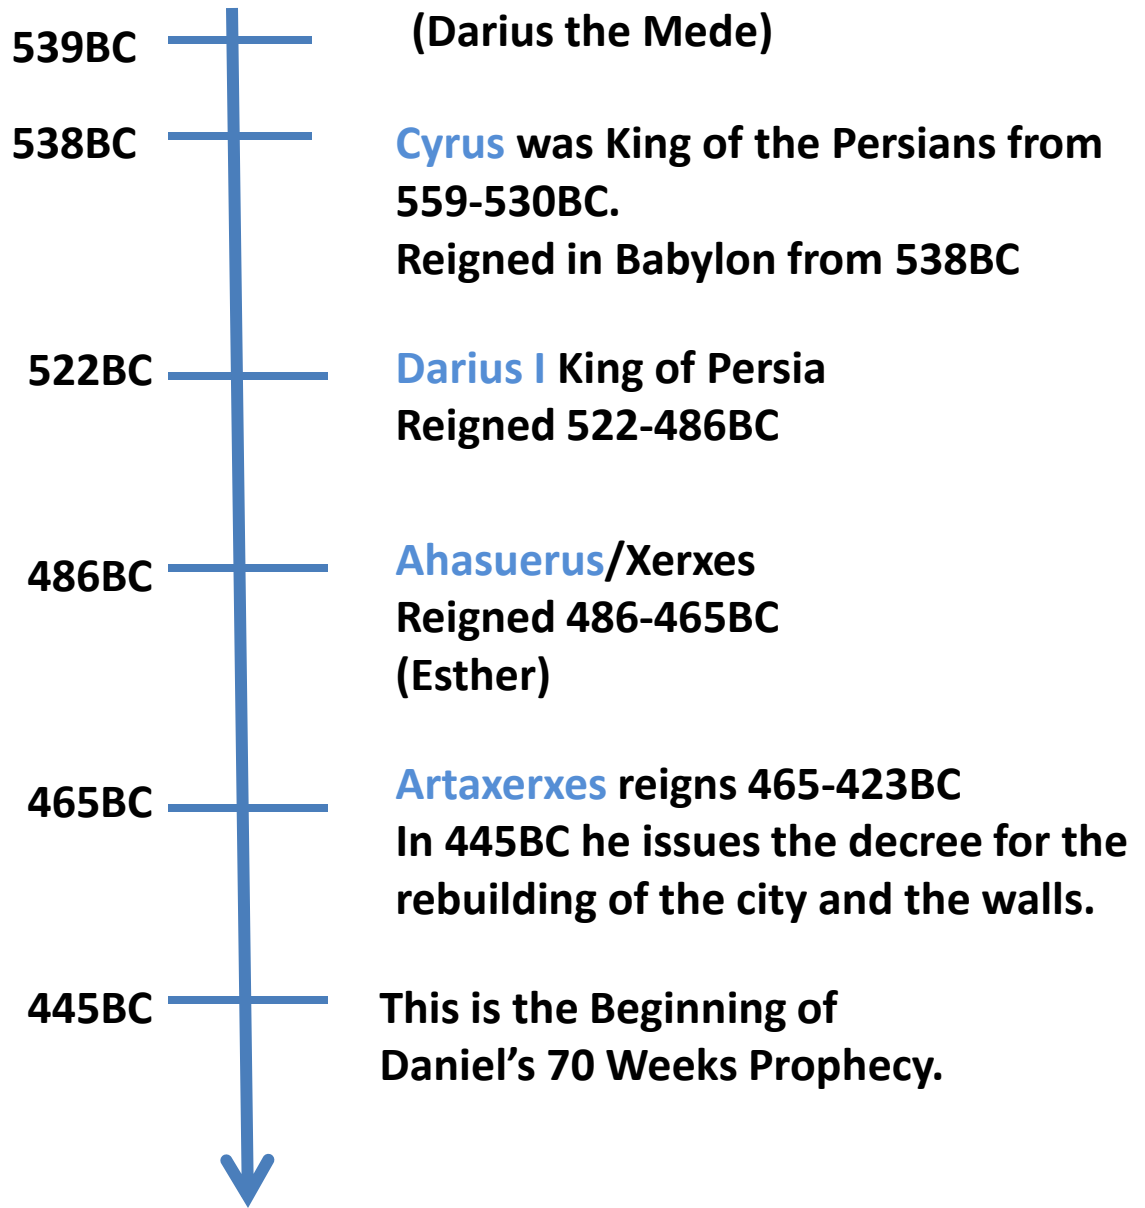 539BC
(Darius the Mede)
538BC
Cyrus was King of the Persians from
559-530BC.
Reigned in Babylon from 538BC
522BC
Darius I King of Persia
Reigned 522-486BC
486BC
Ahasuerus/Xerxes
Reigned 486-465BC
(Esther)
465BC
Artaxerxes reigns 465-423BC
In 445BC he issues the decree for the
rebuilding of the city and the walls.
445BC
This is the Beginning of
Daniel’s 70 Weeks Prophecy.